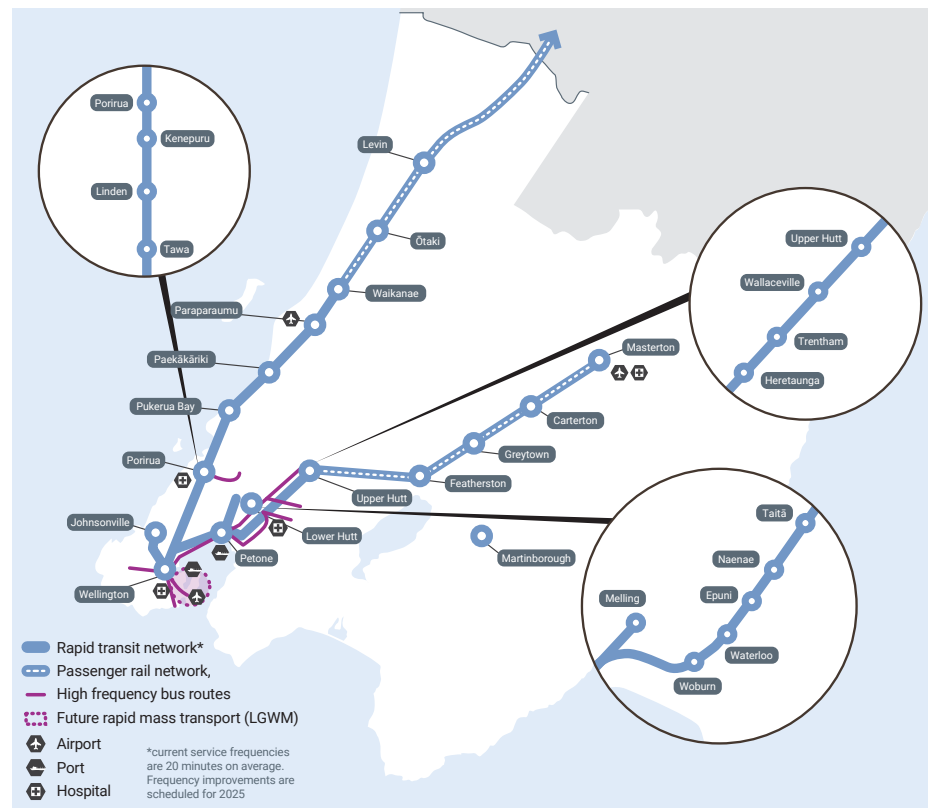 Porirua
Kenepuru
Linden
Tawa
Levin
Ōtaki
Waikanae
Paraparaumu
Paekākāriki
Pukerua Bay
Porirua
Johnsonville
Wellington
Petone
Lower Hutt
Upper Hutt
Featherston
Greytown
Carterton
Masterton
Martinborough
Upper Hutt
Wallaceville
Trentham
Heretaunga
Taitā
Naenae
Epuni
Melling
Waterloo
Woburn
Rapid transit network*
Passenger rail network,
High frequency bus routes
Future rapid mass transport (LGWM)
Airport
Port
Hospital
*current service frequencies
are 20 minutes on average.
Frequency improvements are
scheduled for 2025